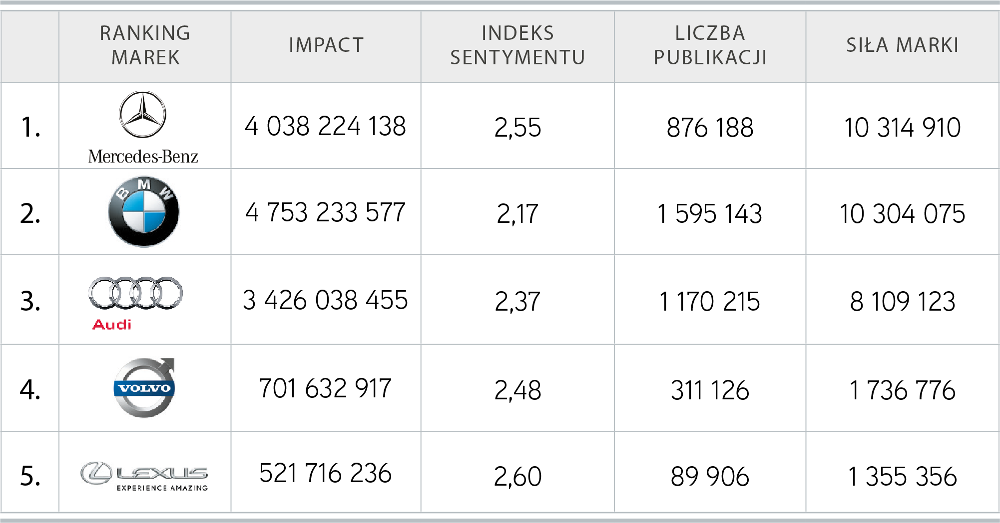 RANKING
MAREK
IMPACT
INDEKS
SENTYMENTU
LICZBA
PUBLIKACJI
SIŁA MARKI
1.
Mercedes-Benz
4 038 224 138
2,55
876 188
10 314 910
2.
BMW
4 753 233 577
2,17
1 595 143
10 304 075
3.
Audi
3 426 038 455
2,37
1 170 215
8 109 123
4.
VOLVO
701 632 917
2,48
311 126
1 736 776
5.
LEXUS
EXPERIENCE AMAZING
521 716 236
2,60
89 906
1 355 356